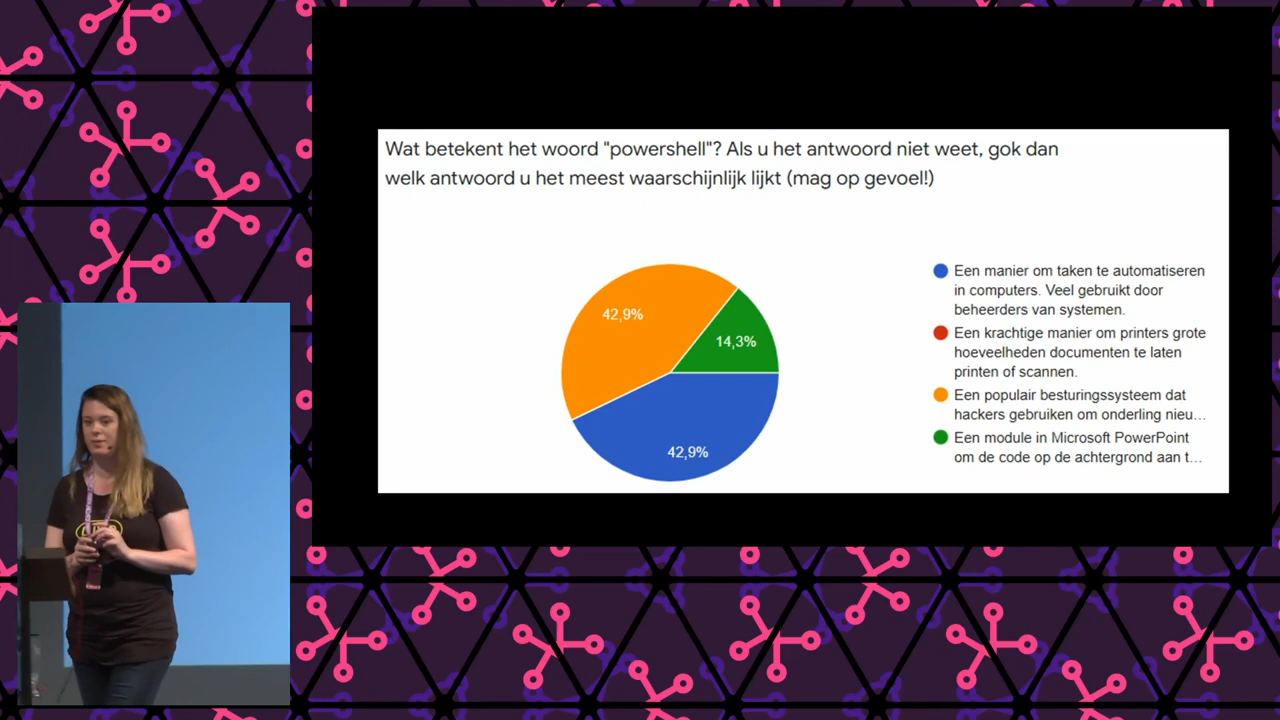 Wat betekent het woord "powershell"? Als u het antwoord niet weet, gok dan
welk antwoord u het meest waarschijnlijk lijkt (mag op gevoel!)
42,9%
14,3%
42,9%
Een manier om taken te automatiseren
in computers. Veel gebruikt door
beheerders van systemen.
Een krachtige manier om printers grote
hoeveelheden documenten te laten
printen of scannen.
Een populair besturingssysteem dat
hackers gebruiken om onderling nieu...
Een module in Microsoft PowerPoint
om de code op de achtergrond aan t...